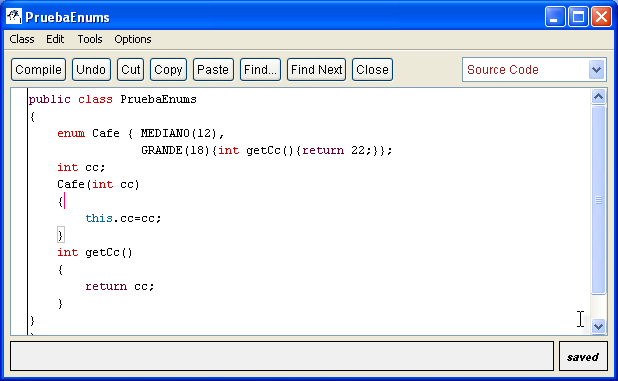 PruebaEnums
Class Edit Tools Options
Compile Undo Cut Copy Paste Find... Find Next Close Source Code
public class PruebaEnums
{
enum Cafe { MEDIANO(12),
GRANDE(18){int getCc(){return 22;}};
int cc;
Cafe(int cc)
{
this.cc=cc;
}
int getCc()
{
return cc;
}
}
saved